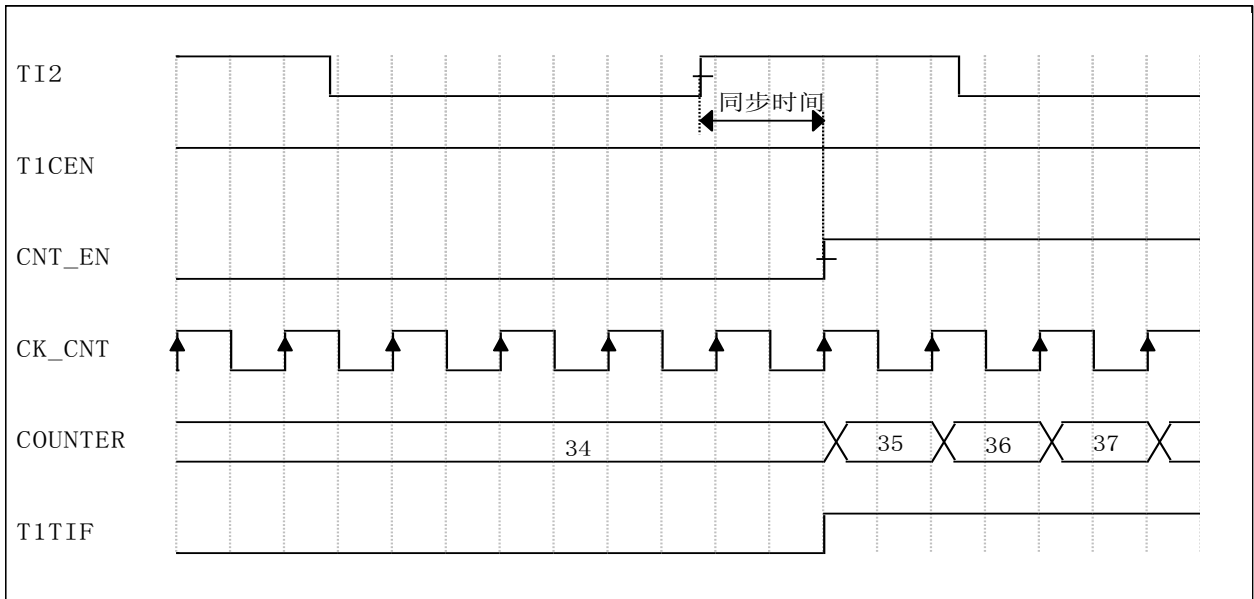 TI2
同步时间
T1CEN
CNT_EN
CK_CNT
COUNTER
34
35
36
37
T1TIF